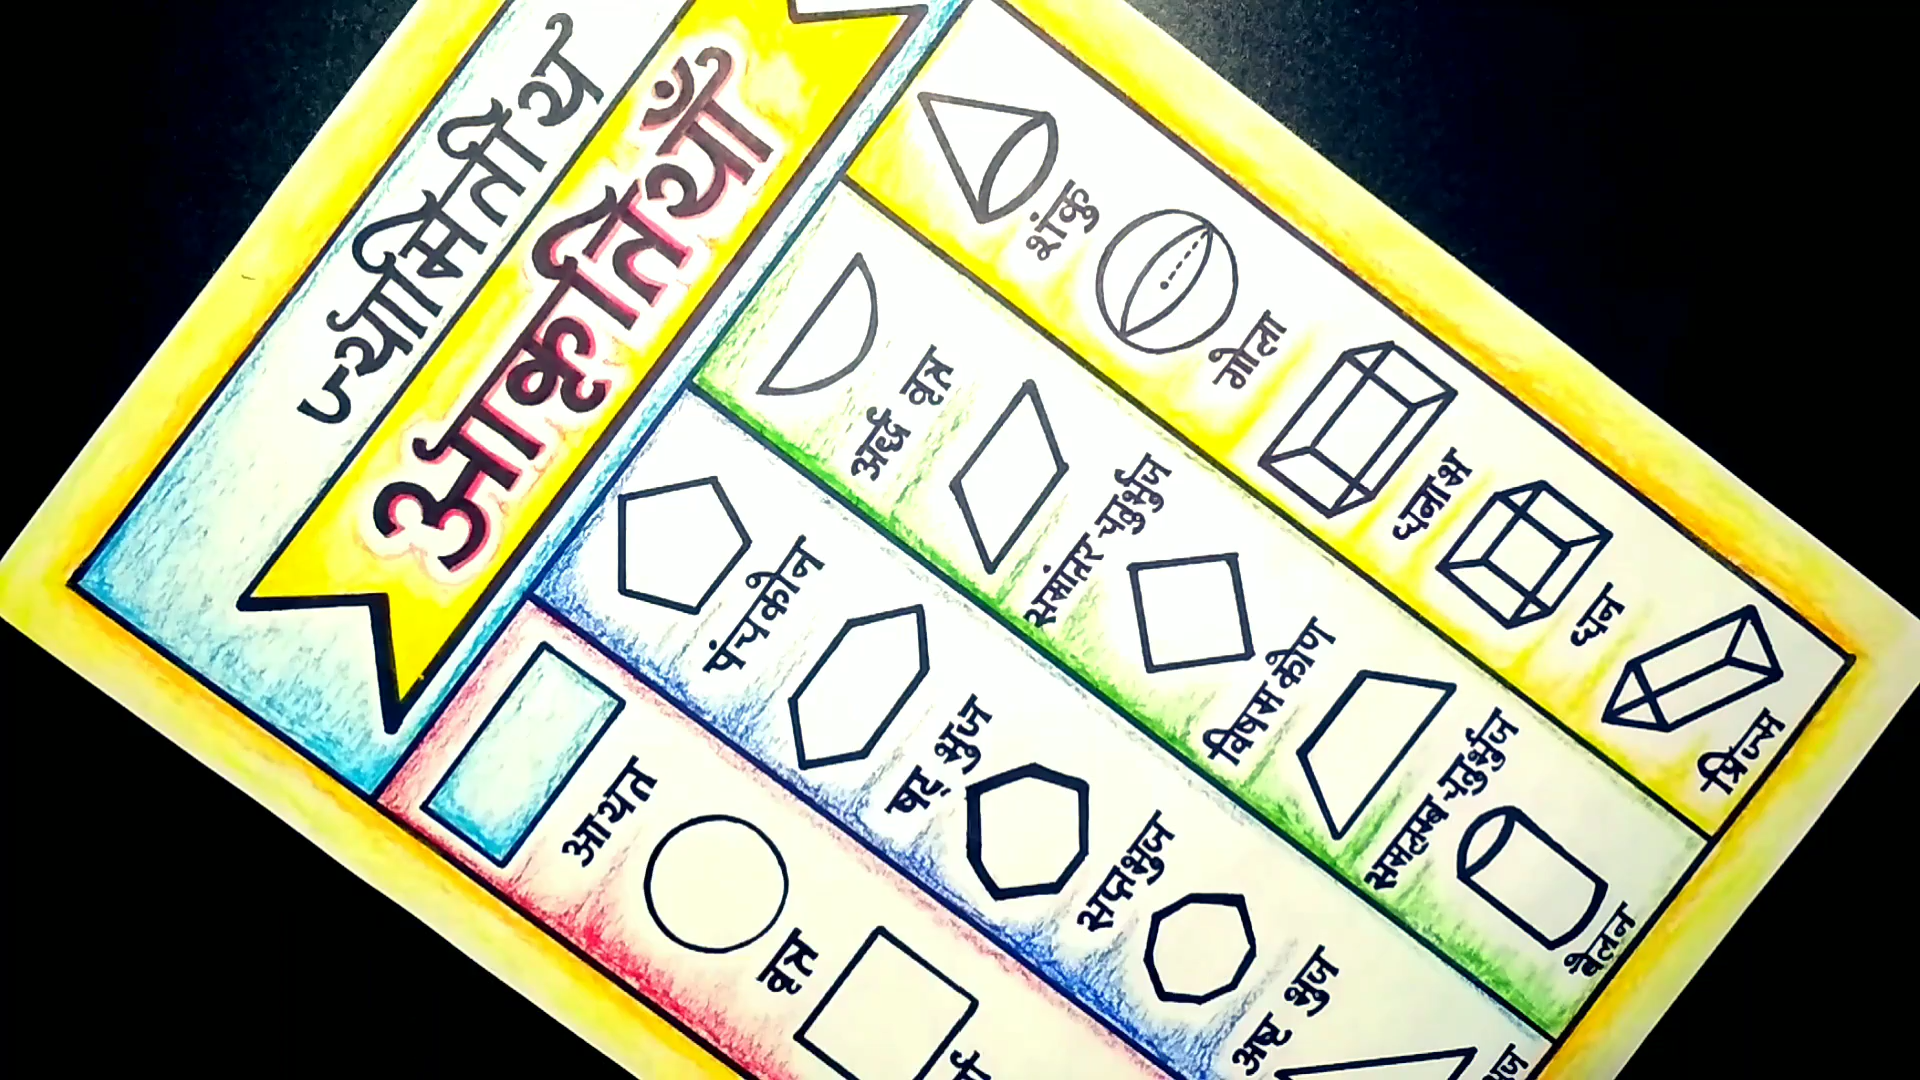 ज्यामितीय
आकृतियाँ
आयत
वृत्त
पंचकोन
षट् भुज
सप्तभुज
अष्ट भुज
अर्द्ध वृत्त
समांतर चतुर्भुज
विषम कोण
समलम्ब चतुर्भुज
बेलन
शंकु
गोला
घनाभ
घन
प्रिज्म